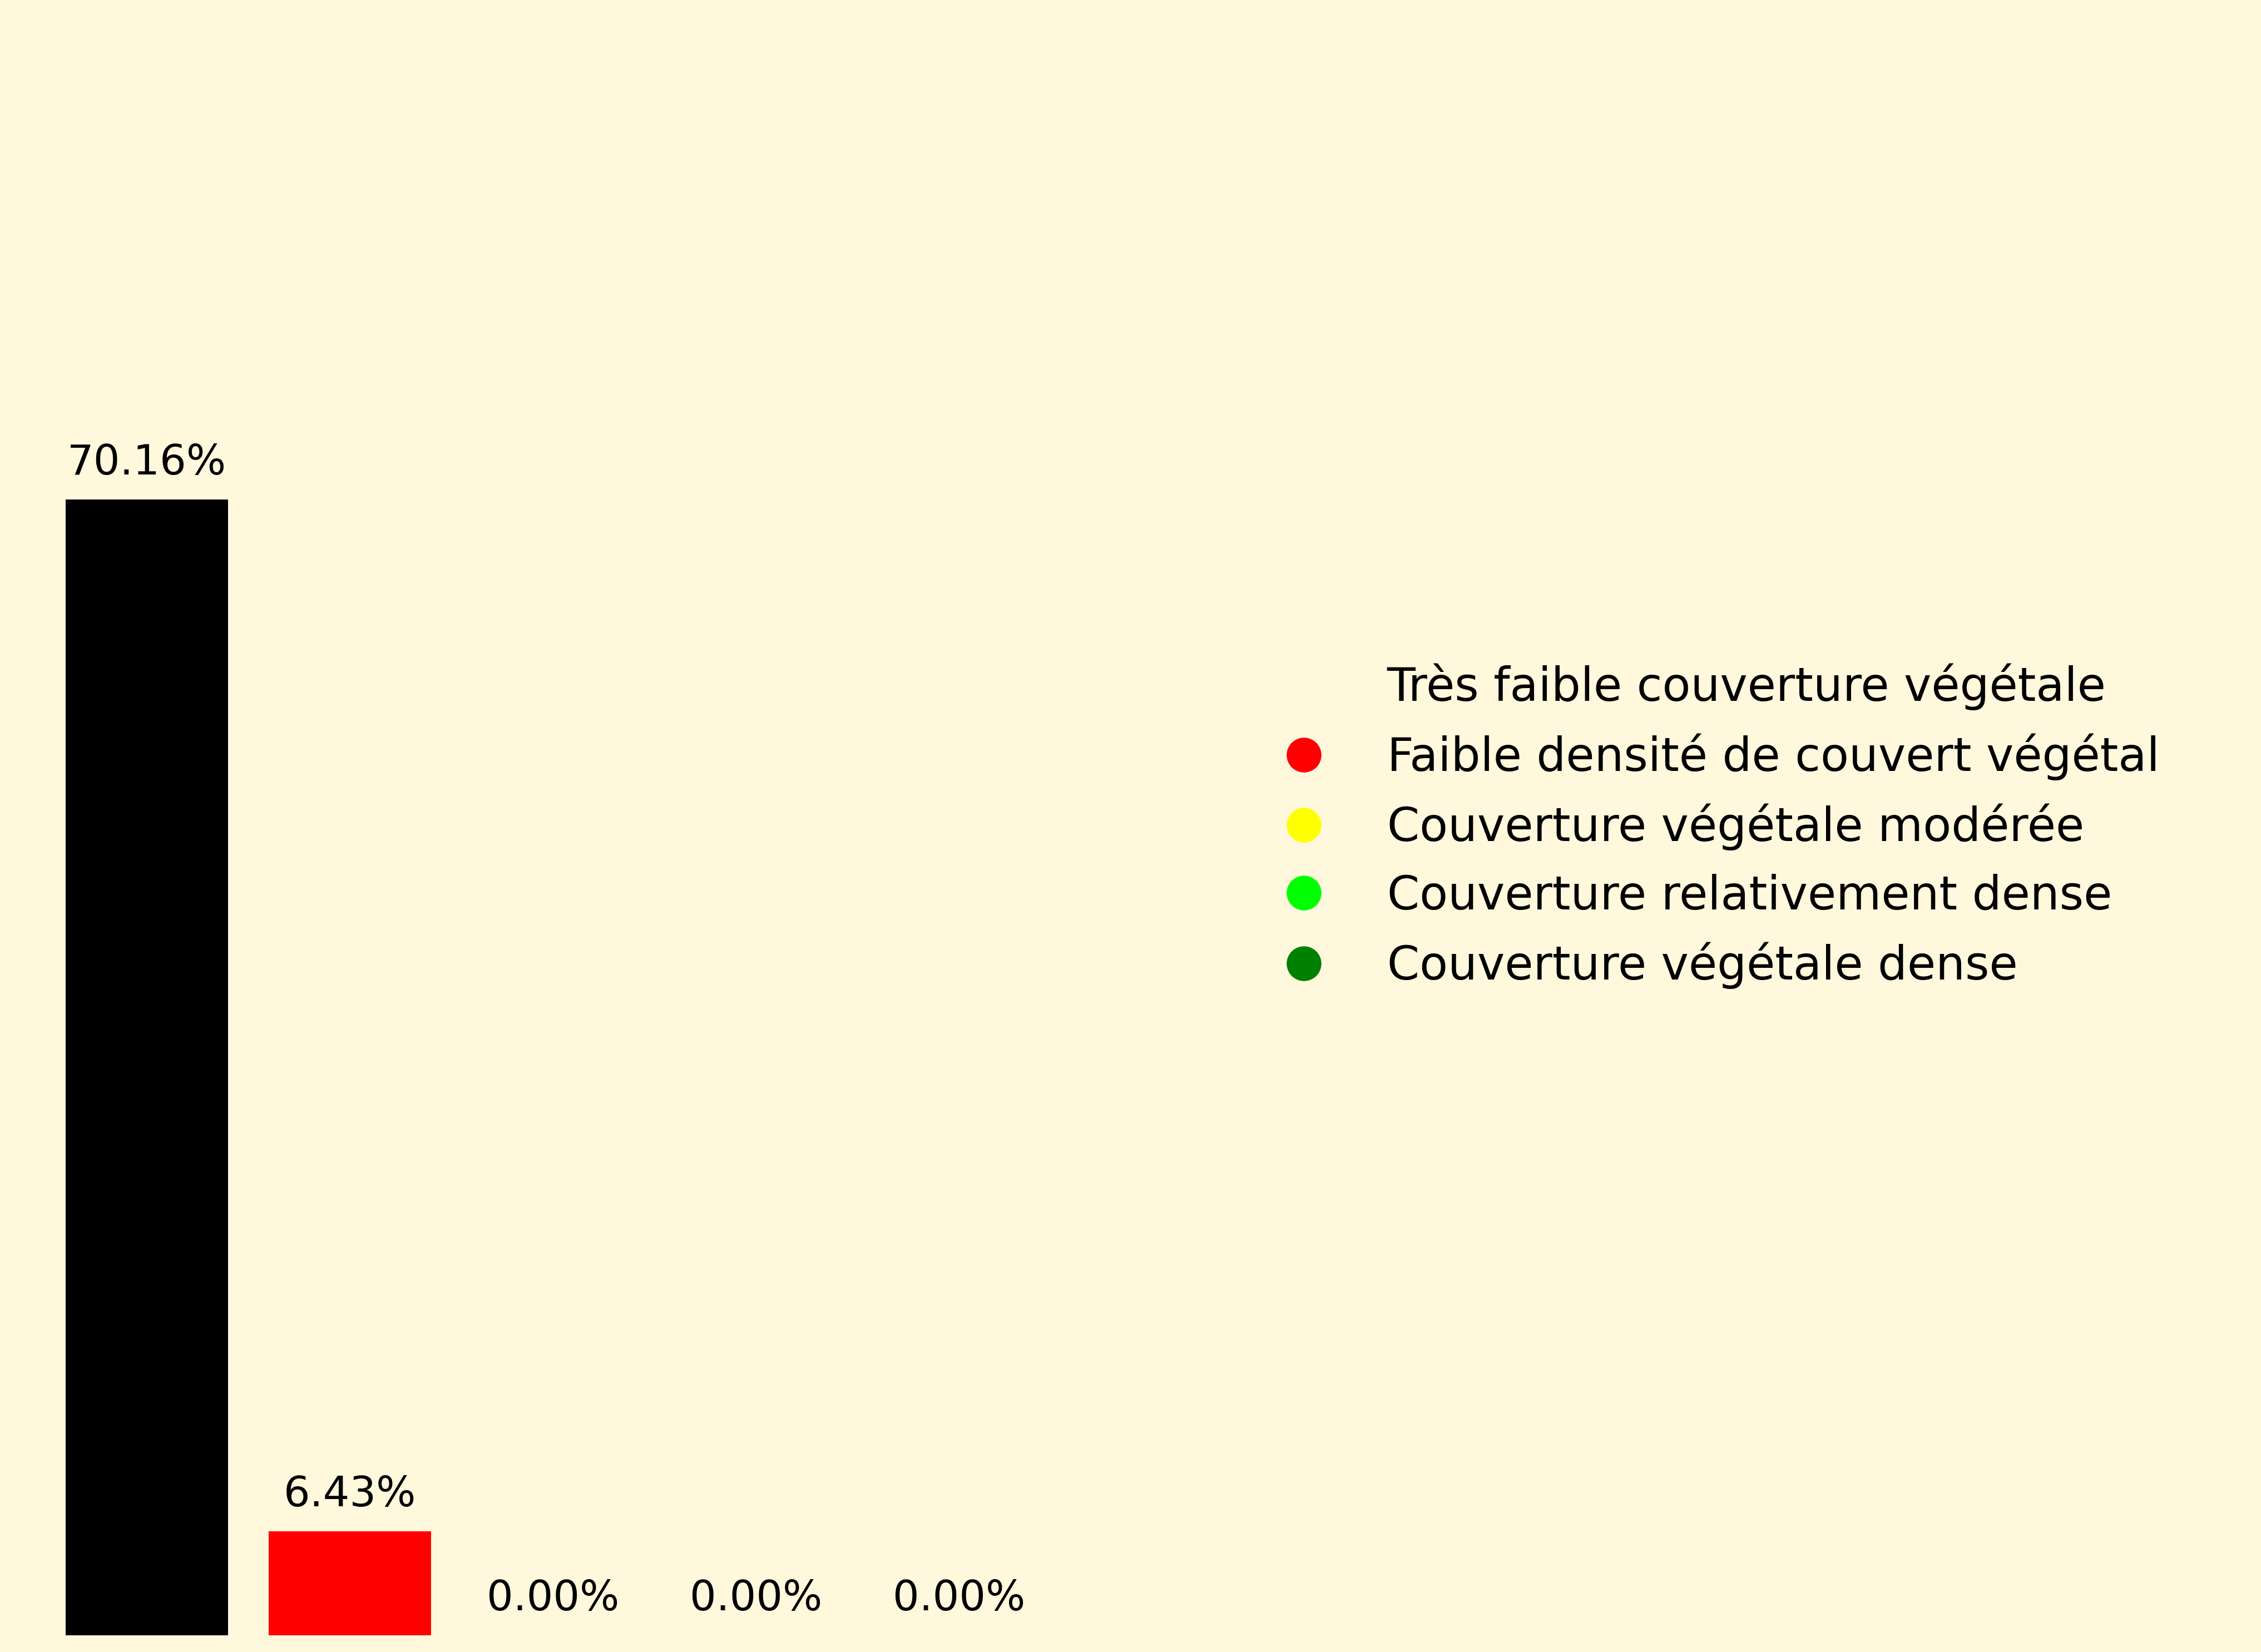 70.16%
6.43%
0.00%
0.00%
0.00%
Très faible couverture végétale
Faible densité de couvert végétal
Couverture végétale modérée
Couverture relativement dense
Couverture végétale dense